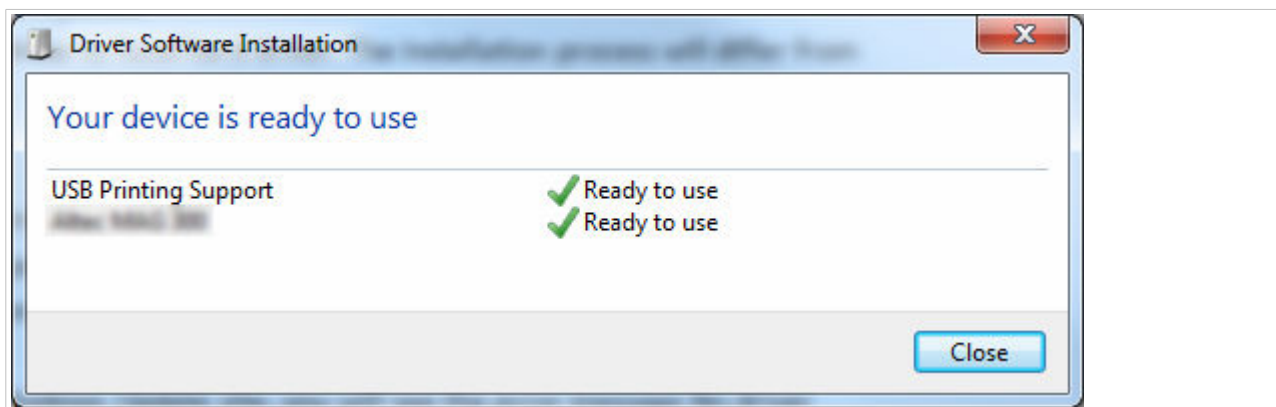 Driver Software Installation
Your device is ready to use
USB Printing Support
Ready to use
Ready to use
Close